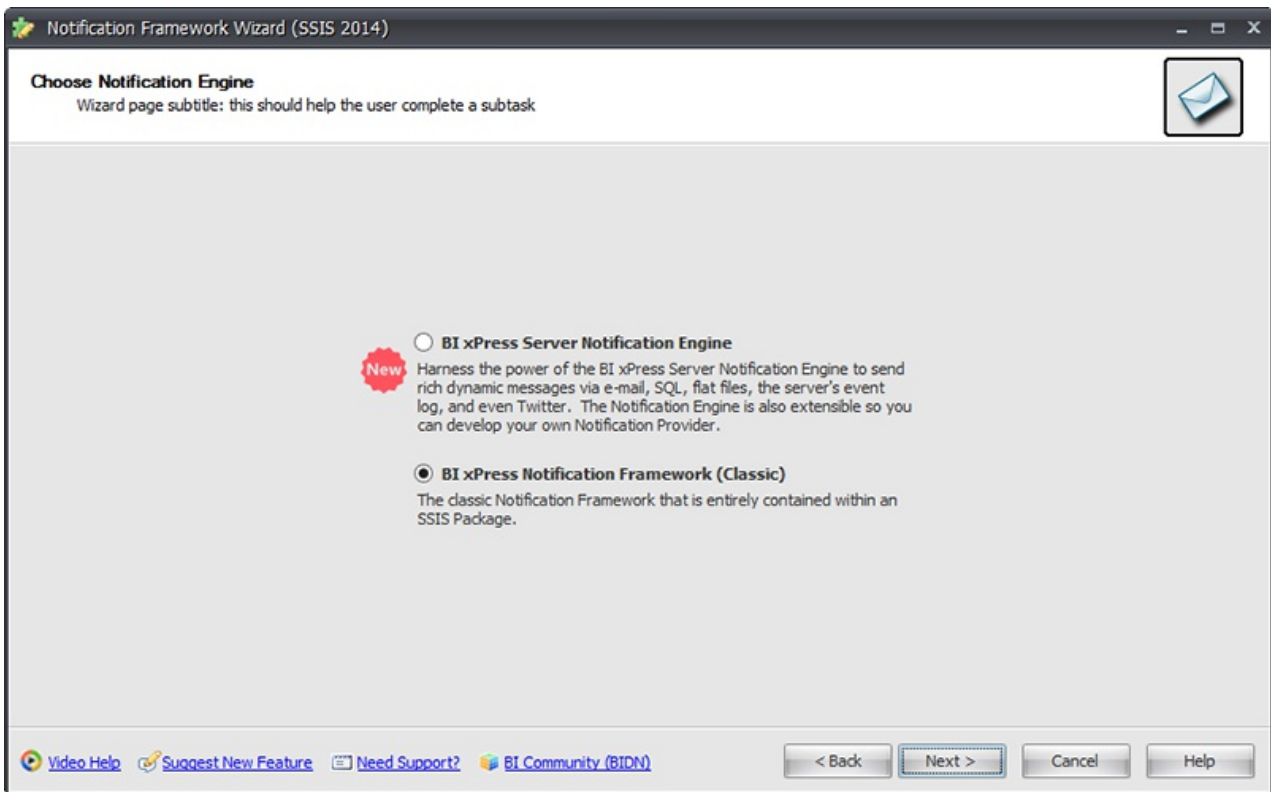 Notification Framework Wizard (SSIS 2014)
Choose Notification Engine
Wizard page subtitle: this should help the user complete a subtask
BI xPress Server Notification Engine
New
Harness the power of the BI xPress Server Notification Engine to send
rich dynamic messages via e-mail, SQL, flat files, the server's event
log, and even Twitter.  The Notification Engine is also extensible so you
can develop your own Notification Provider.
BI xPress Notification Framework (Classic)
The classic Notification Framework that is entirely contained within an
SSIS Package.
Video Help Suggest New Feature Need Support? BI Community (BIDN) < Back Next > Cancel Help